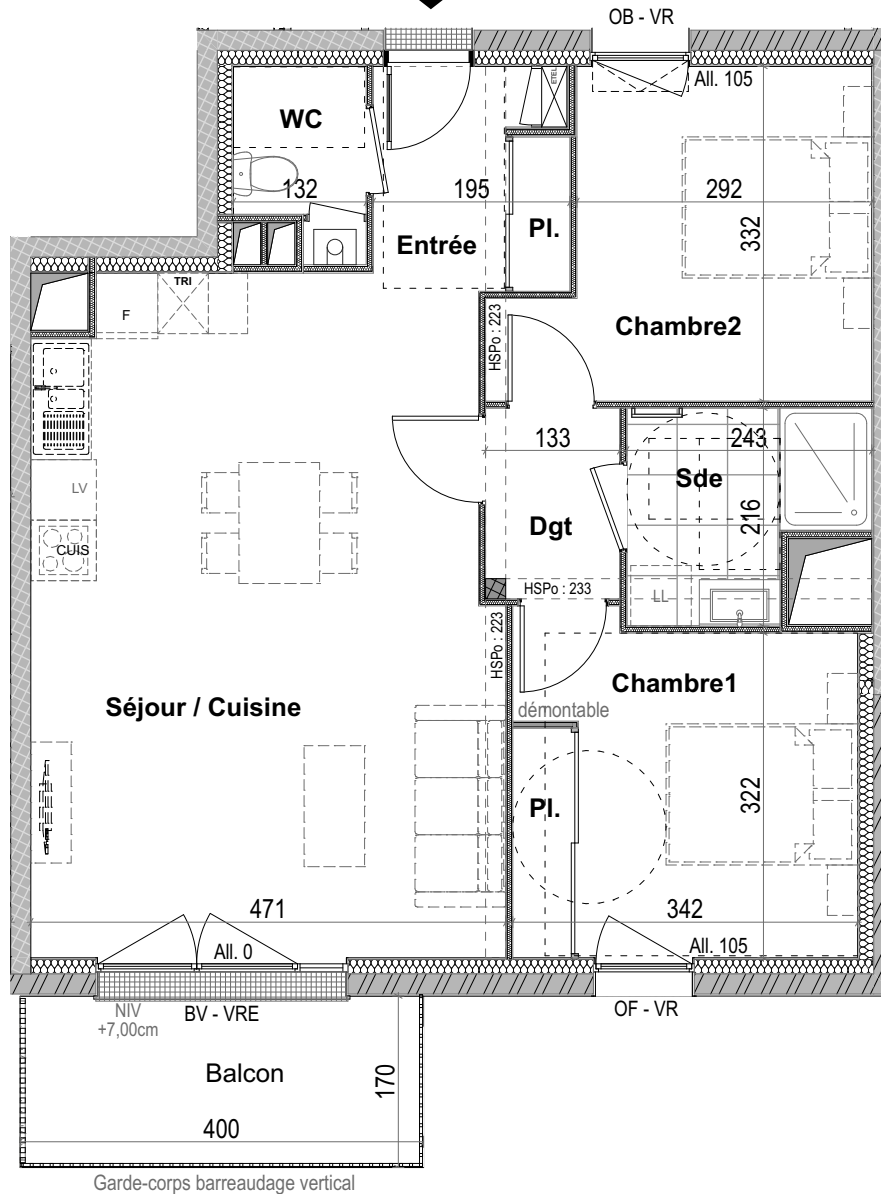 OB - VR
All. 105
ETEL
WC
132
195
292
332
Entrée
Pl.
TRI
F
HSPo : 223
Chambre2
133
243
Sde
216
LV
CUIS
Dgt
HSPo : 233
LL
HSPo : 223
Chambre1
Séjour / Cuisine
démontable
Pl.
322
471
342
All. 0
All. 105
NIV
+7,00cm
BV - VRE
OF - VR
Balcon
170
400
Garde-corps barreaudage vertical